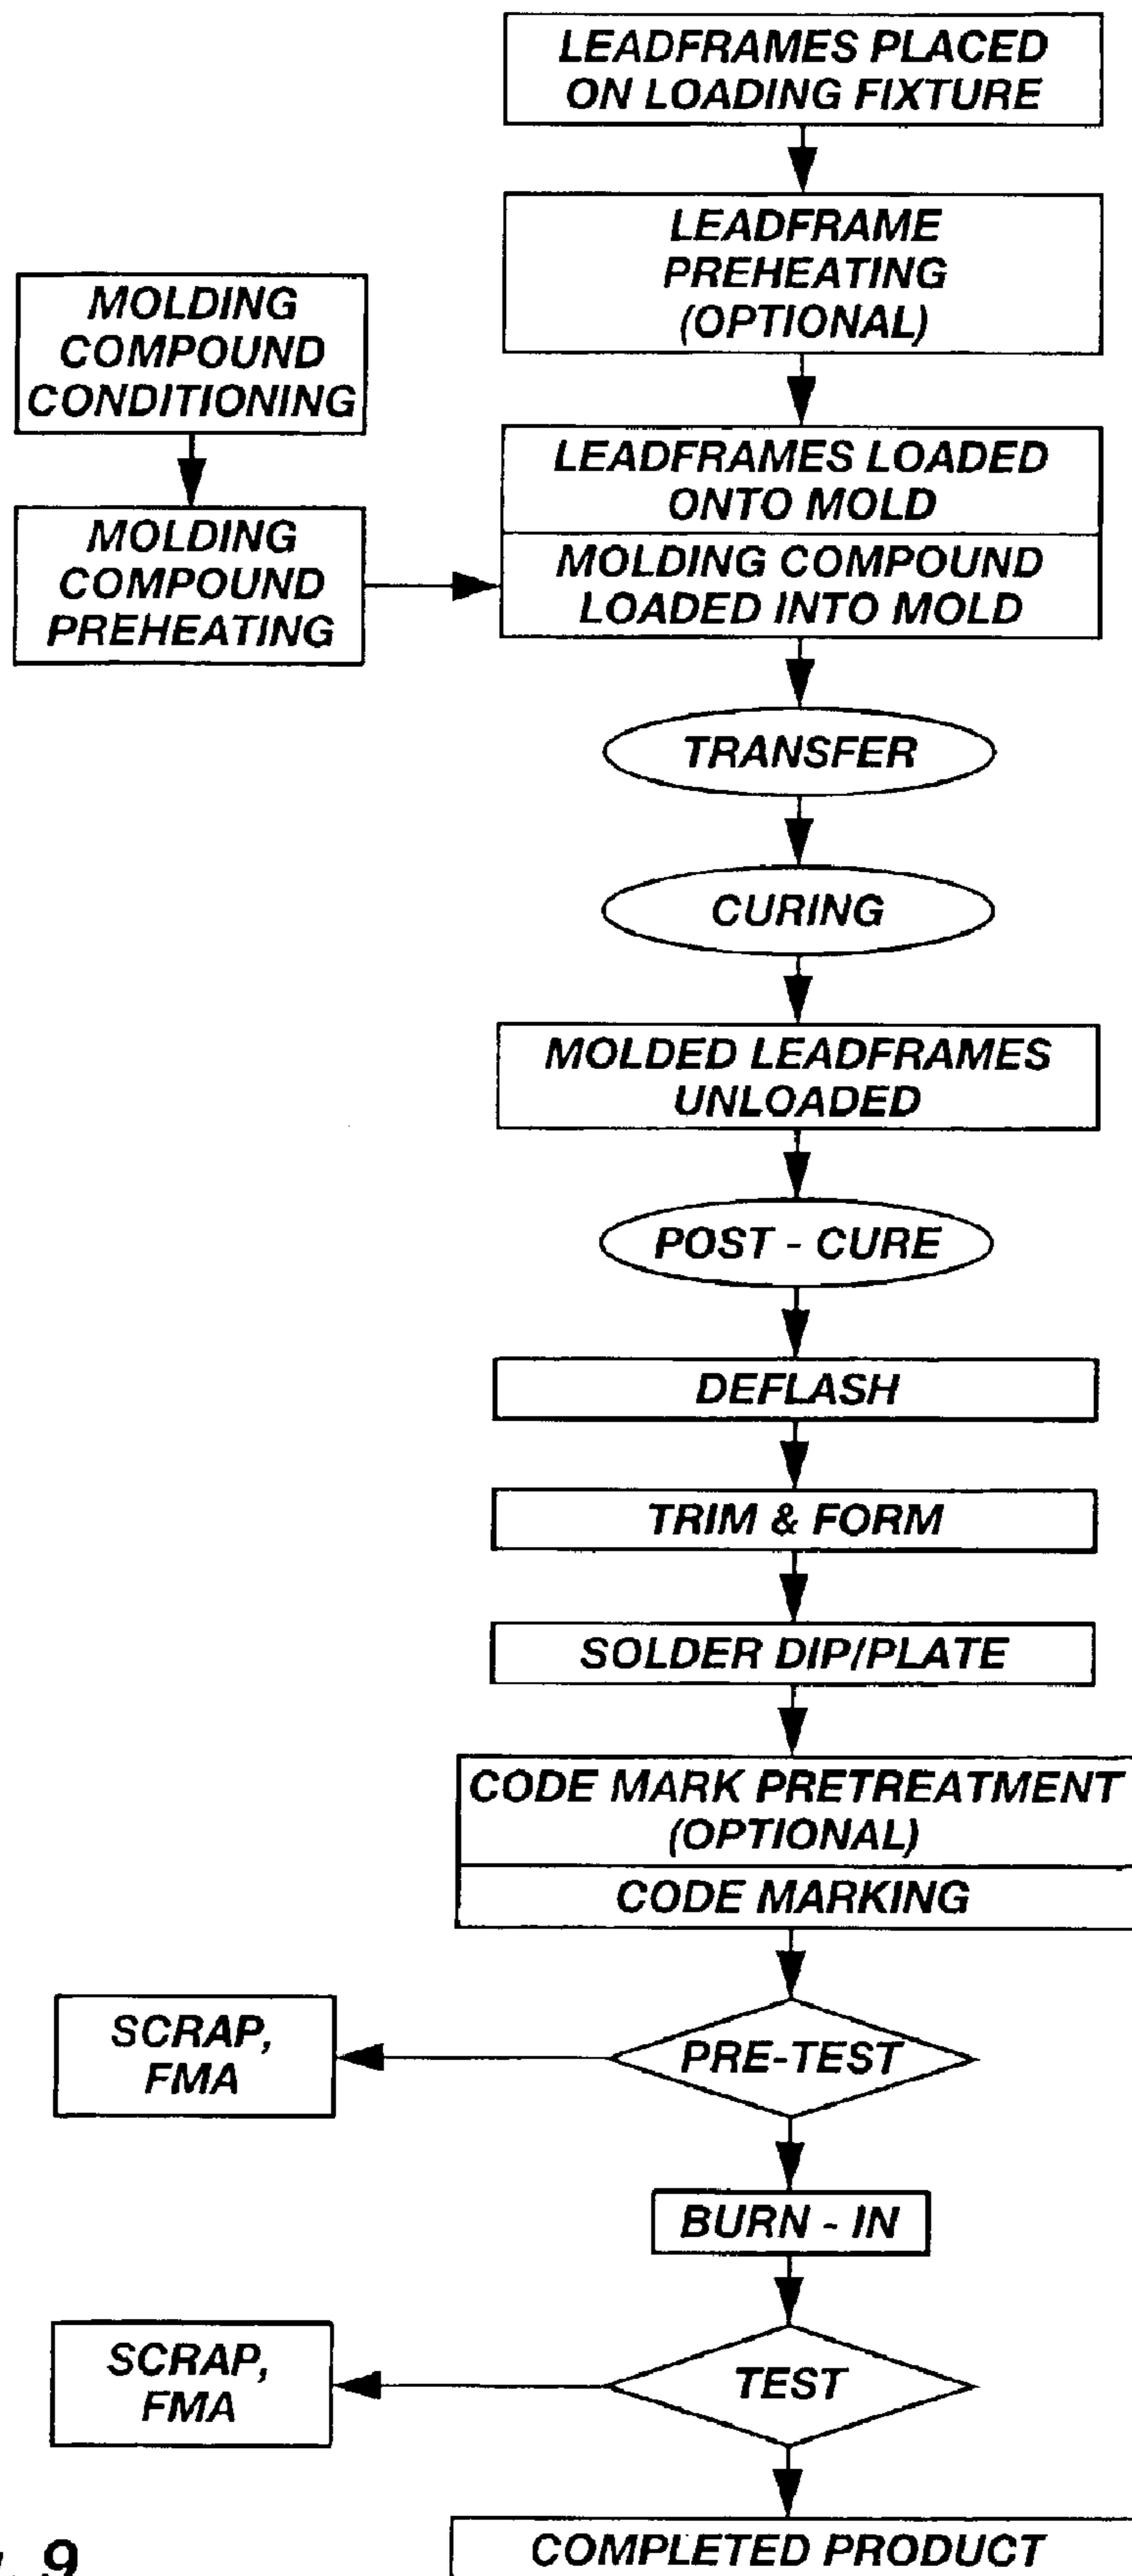 LEADFRAMES PLACED
ON LOADING FIXTURE
LEADFRAME
PREHEATING
(OPTIONAL)
MOLDING
COMPOUND
CONDITIONING
LEADFRAMES LOADED
ONTO MOLD
MOLDING
COMPOUND
PREHEATING
MOLDING COMPOUND
LOADED INTO MOLD
TRANSFER
CURING
MOLDED LEADFRAMES
UNLOADED
POST - CURE
DEFLASH
TRIM & FORM
SOLDER DIP/PLATE
CODE MARK PRETREATMENT
(OPTIONAL)
CODE MARKING
PRE-TEST
SCRAP,
FMA
BURN - IN
TEST
SCRAP,
FMA
COMPLETED PRODUCT
. 9